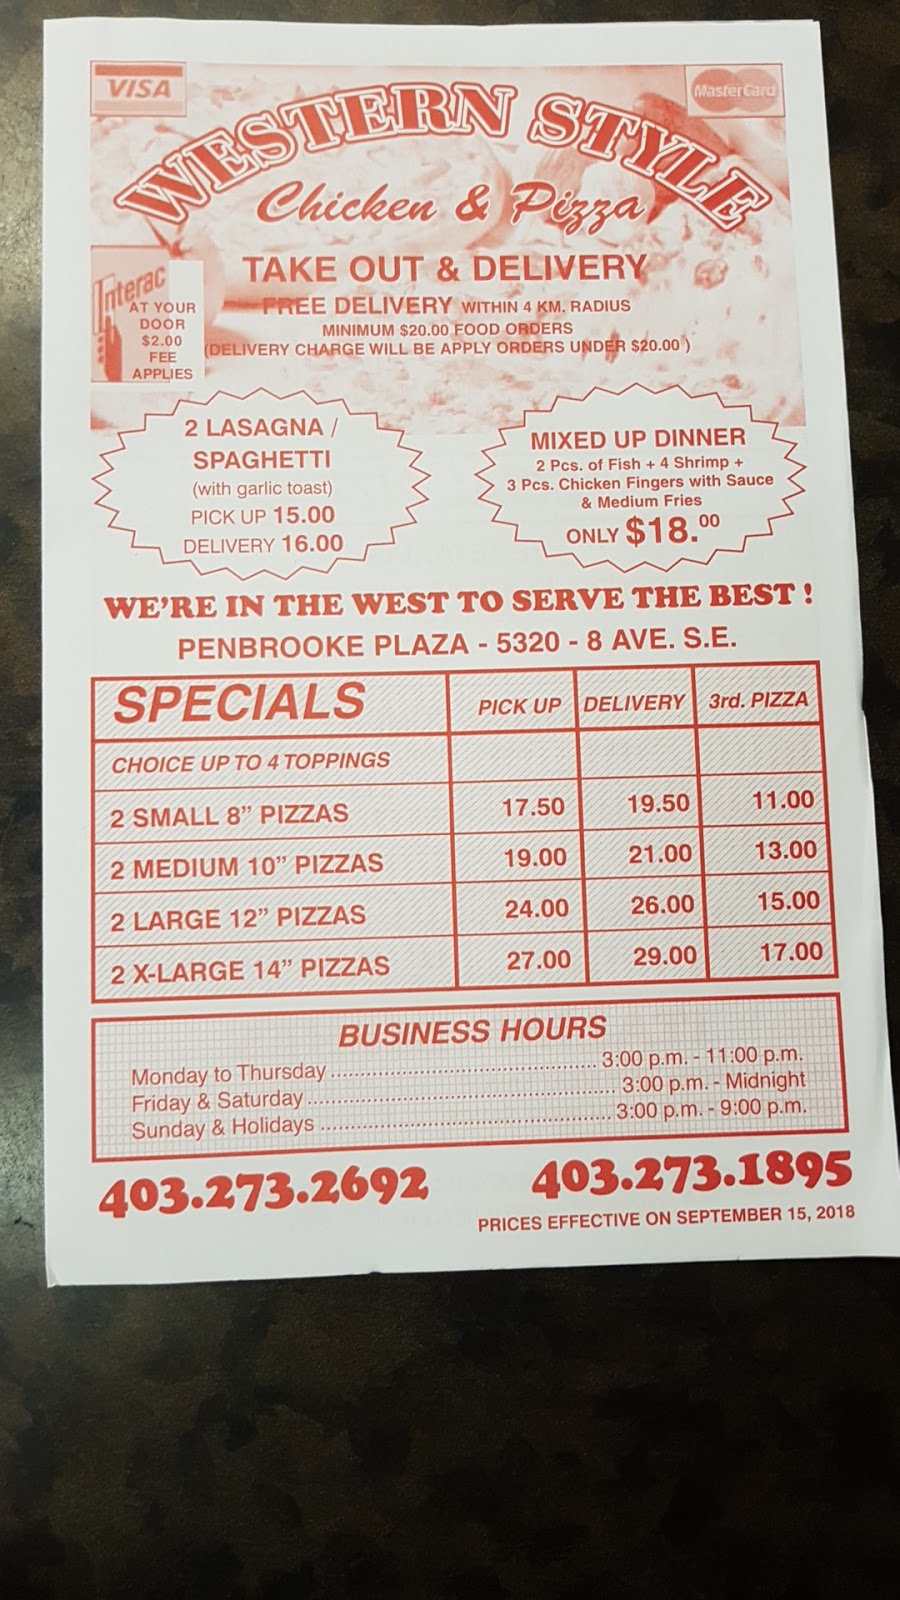 VISA
MasterCard
WESTERN STYLE
Chicken & Pizza
TAKE OUT & DELIVERY
FREE DELIVERY WITHIN 4 KM. RADIUS
MINIMUM $20.00 FOOD ORDERS
(DELIVERY CHARGE WILL BE APPLY ORDERS UNDER $20.00 )
Interac
AT YOUR
DOOR
$2.00
FEE
APPLIES
2 LASAGNA /
SPAGHETTI
(with garlic toast)
PICK UP 15.00
DELIVERY 16.00
MIXED UP DINNER
2 Pcs. of Fish + 4 Shrimp +
3 Pcs. Chicken Fingers with Sauce
& Medium Fries
ONLY $18.00
WE'RE IN THE WEST TO SERVE THE BEST !
PENBROOKE PLAZA - 5320 - 8 AVE. S.E.
SPECIALS PICK UP DELIVERY 3rd. PIZZA
CHOICE UP TO 4 TOPPINGS
2 SMALL 8" PIZZAS 17.50 19.50 11.00
2 MEDIUM 10" PIZZAS 19.00 21.00 13.00
2 LARGE 12" PIZZAS 24.00 26.00 15.00
2 X-LARGE 14" PIZZAS 27.00 29.00 17.00
BUSINESS HOURS
Monday to Thursday ........................................... 3:00 p.m. - 11:00 p.m.
Friday & Saturday .................................................. 3:00 p.m. - Midnight
Sunday & Holidays ............................................... 3:00 p.m. - 9:00 p.m.
403.273.2692 403.273.1895
PRICES EFFECTIVE ON SEPTEMBER 15, 2018